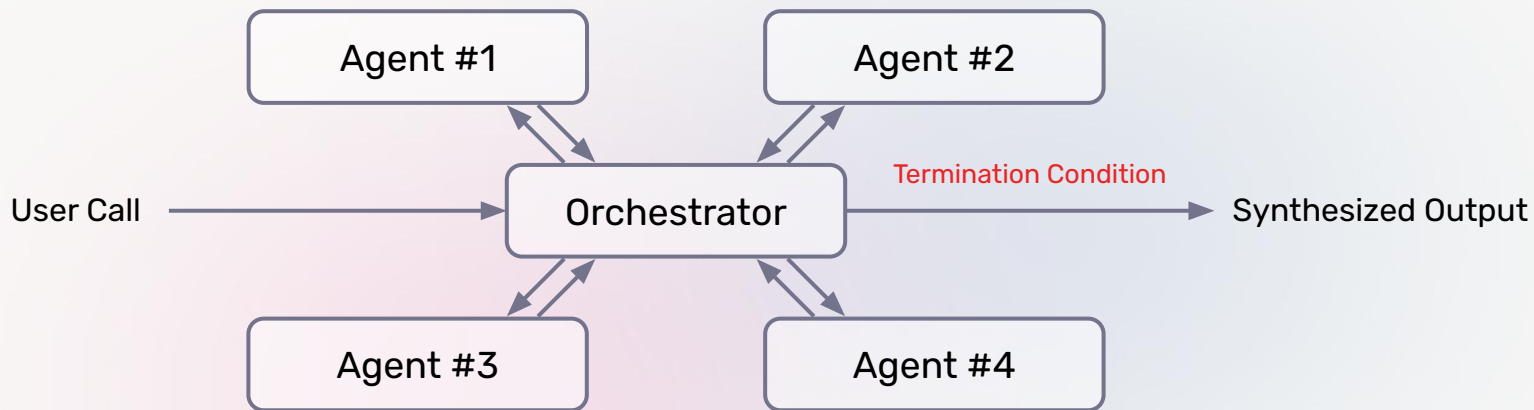 Agent #1
Agent #2
Termination Condition
User Call
Orchestrator
Synthesized Output
Agent #3
Agent #4